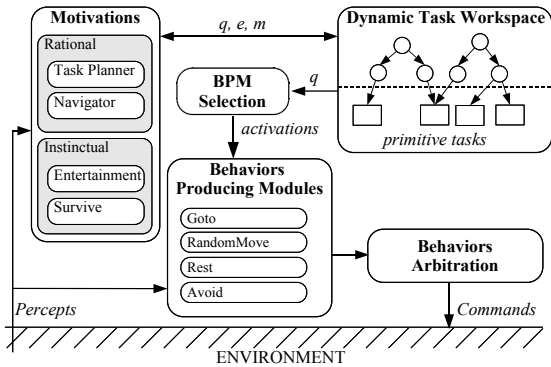 Motivations
Rational
Task Planner
Navigator
Instinctual
Entertainment
Survive
q, e, m
Dynamic Task Workspace
primitive tasks
q
BPM
Selection
activations
Behaviors
Producing Modules
Goto
RandomMove
Rest
Avoid
Behaviors
Arbitration
Percepts
Commands
ENVIRONMENT